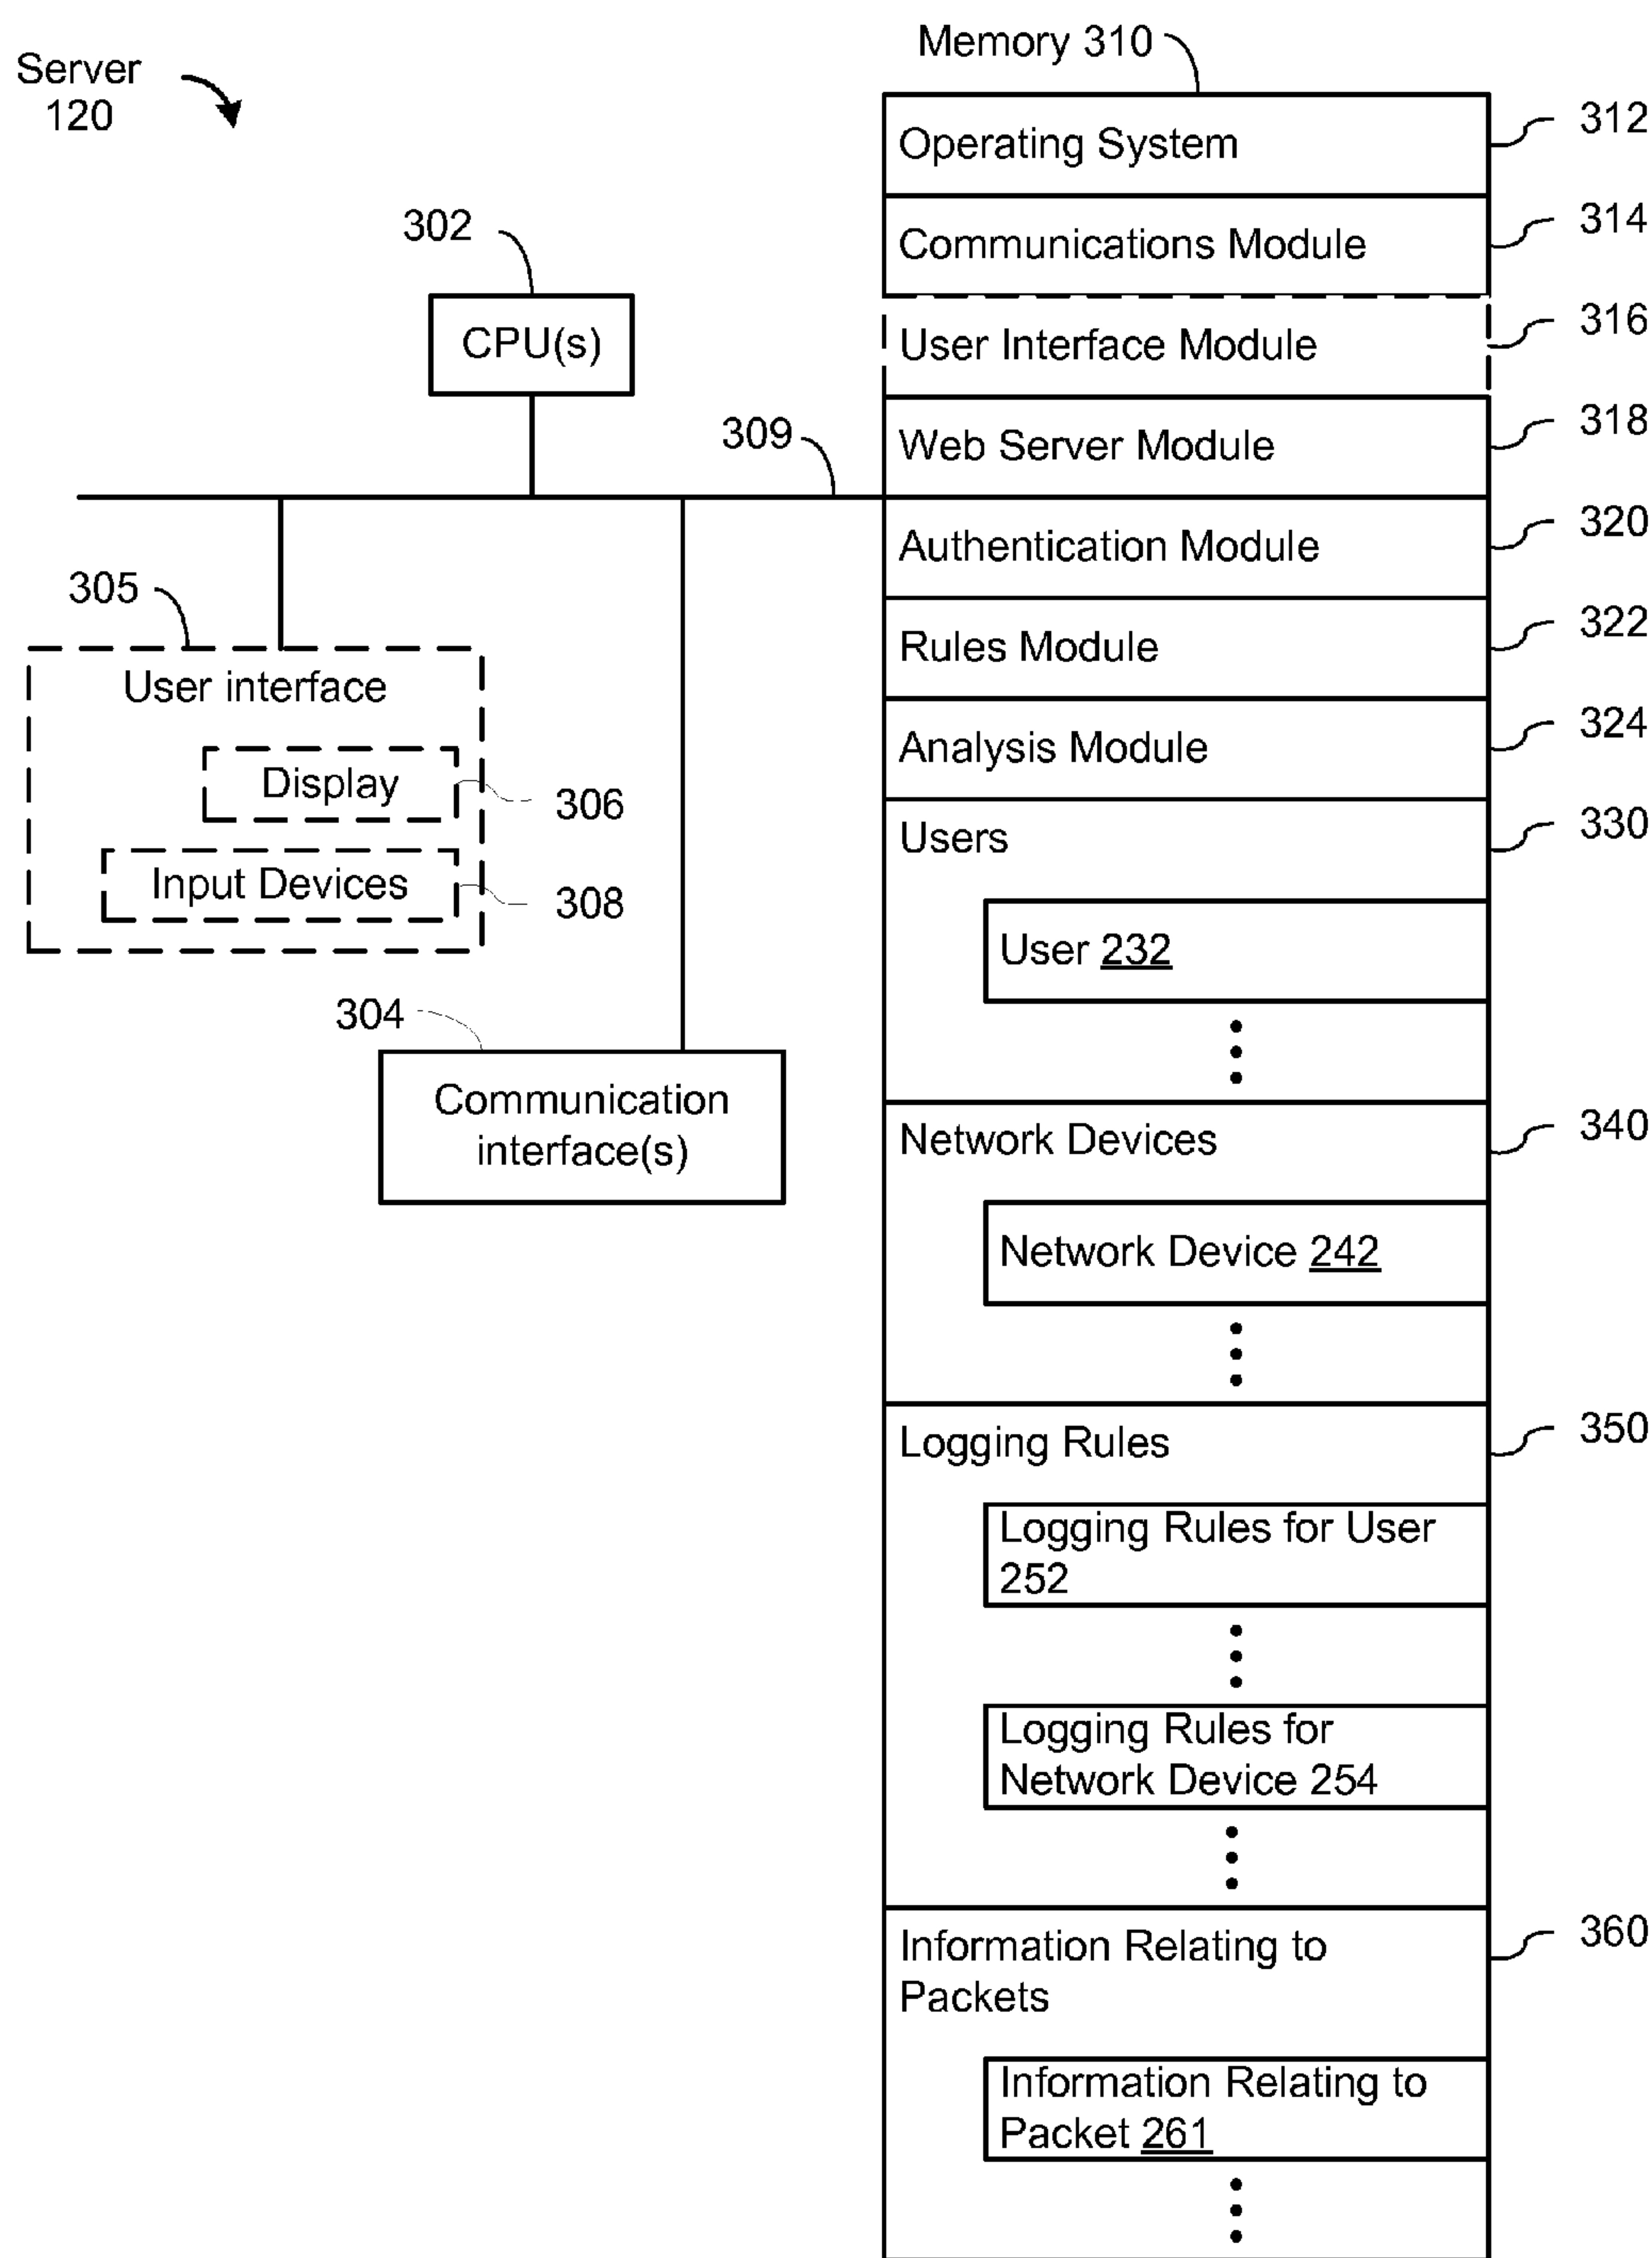 Server
120
Memory 310
Operating System
312
Communications Module
314
302
CPU(s)
User Interface Module
316
309
Web Server Module
318
Authentication Module
320
305
Rules Module
322
User interface
Analysis Module
324
Display
306
Users
330
Input Devices
308
User 232
304
Communication
interface(s)
Network Devices
340
Network Device 242
Logging Rules
350
Logging Rules for User
252
Logging Rules for
Network Device 254
Information Relating to
Packets
360
Information Relating to
Packet 261